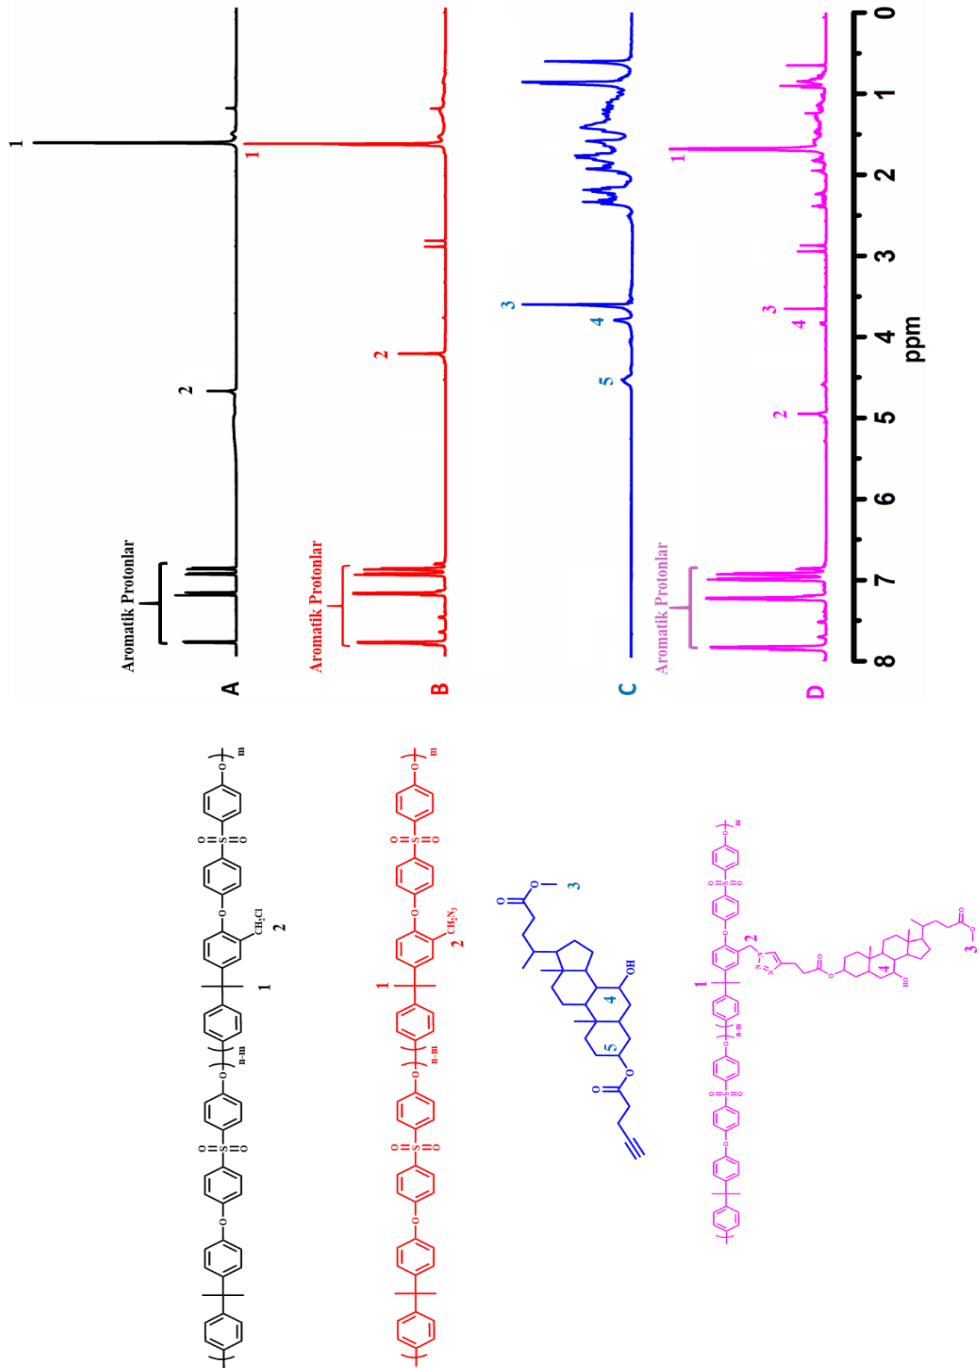 A
Aromatik Protonlar
2
1
B
Aromatik Protonlar
2
1
C
5
4
3
D
Aromatik Protonlar
2
4
3
1
8
7
6
5
4
3
2
1
0
ppm
O
O=S=O
O
n-m
1
CH₂Cl
2
O
O=S=O
O
m
O
O=S=O
O
n-m
1
CH₂N₃
2
O
O=S=O
O
m
O
O
5
4
OH
O
O
3
O
O=S=O
O
n-m
1
2
N
N=N
O
O=S=O
O
m
O
O
4
HO
O
O
3